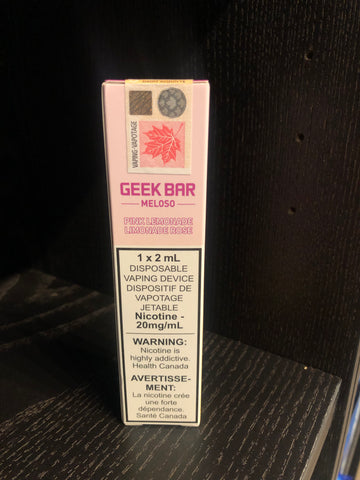 VAPING-VAPOTAGE
GEEK BAR
MELOSO
PINK LEMONADE
LIMONADE ROSE
1 x 2 mL
DISPOSABLE
VAPING DEVICE
DISPOSITIF DE
VAPOTAGE
JETABLE
Nicotine -
20mg/mL
WARNING:
Nicotine is
highly addictive.
Health Canada
AVERTISSE-
MENT:
La nicotine crée
une forte
dépendance.
Santé Canada